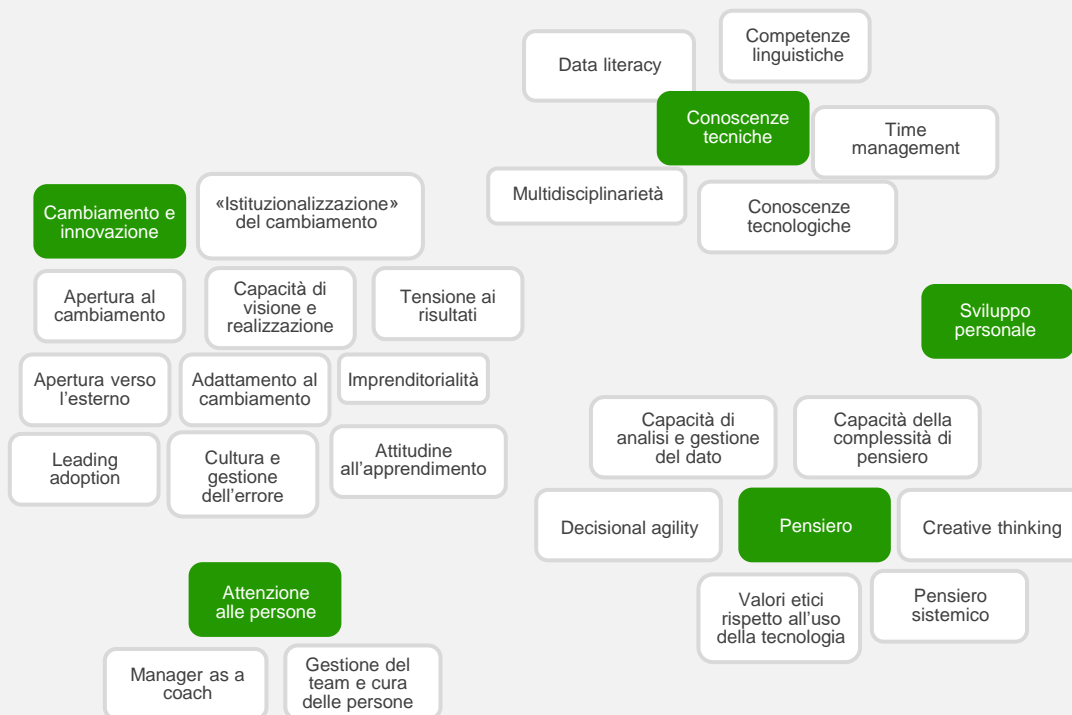 Competenze
linguistiche
Data literacy
Conoscenze
tecniche
Time
management
Multidisciplinarietà
Conoscenze
tecnologiche
Cambiamento e
innovazione
«Istituzionalizzazione»
del cambiamento
Apertura al
cambiamento
Capacità di
visione e
realizzazione
Tensione ai
risultati
Apertura verso
l'esterno
Adattamento al
cambiamento
Imprenditorialità
Leading
adoption
Cultura e
gestione
dell'errore
Attitudine
all'apprendimento
Sviluppo
personale
Capacità di
analisi e gestione
del dato
Capacità della
complessità di
pensiero
Decisional agility
Pensiero
Creative thinking
Valori etici
rispetto all'uso
della tecnologia
Pensiero
sistemico
Attenzione
alle persone
Manager as a
coach
Gestione del
team e cura
delle persone